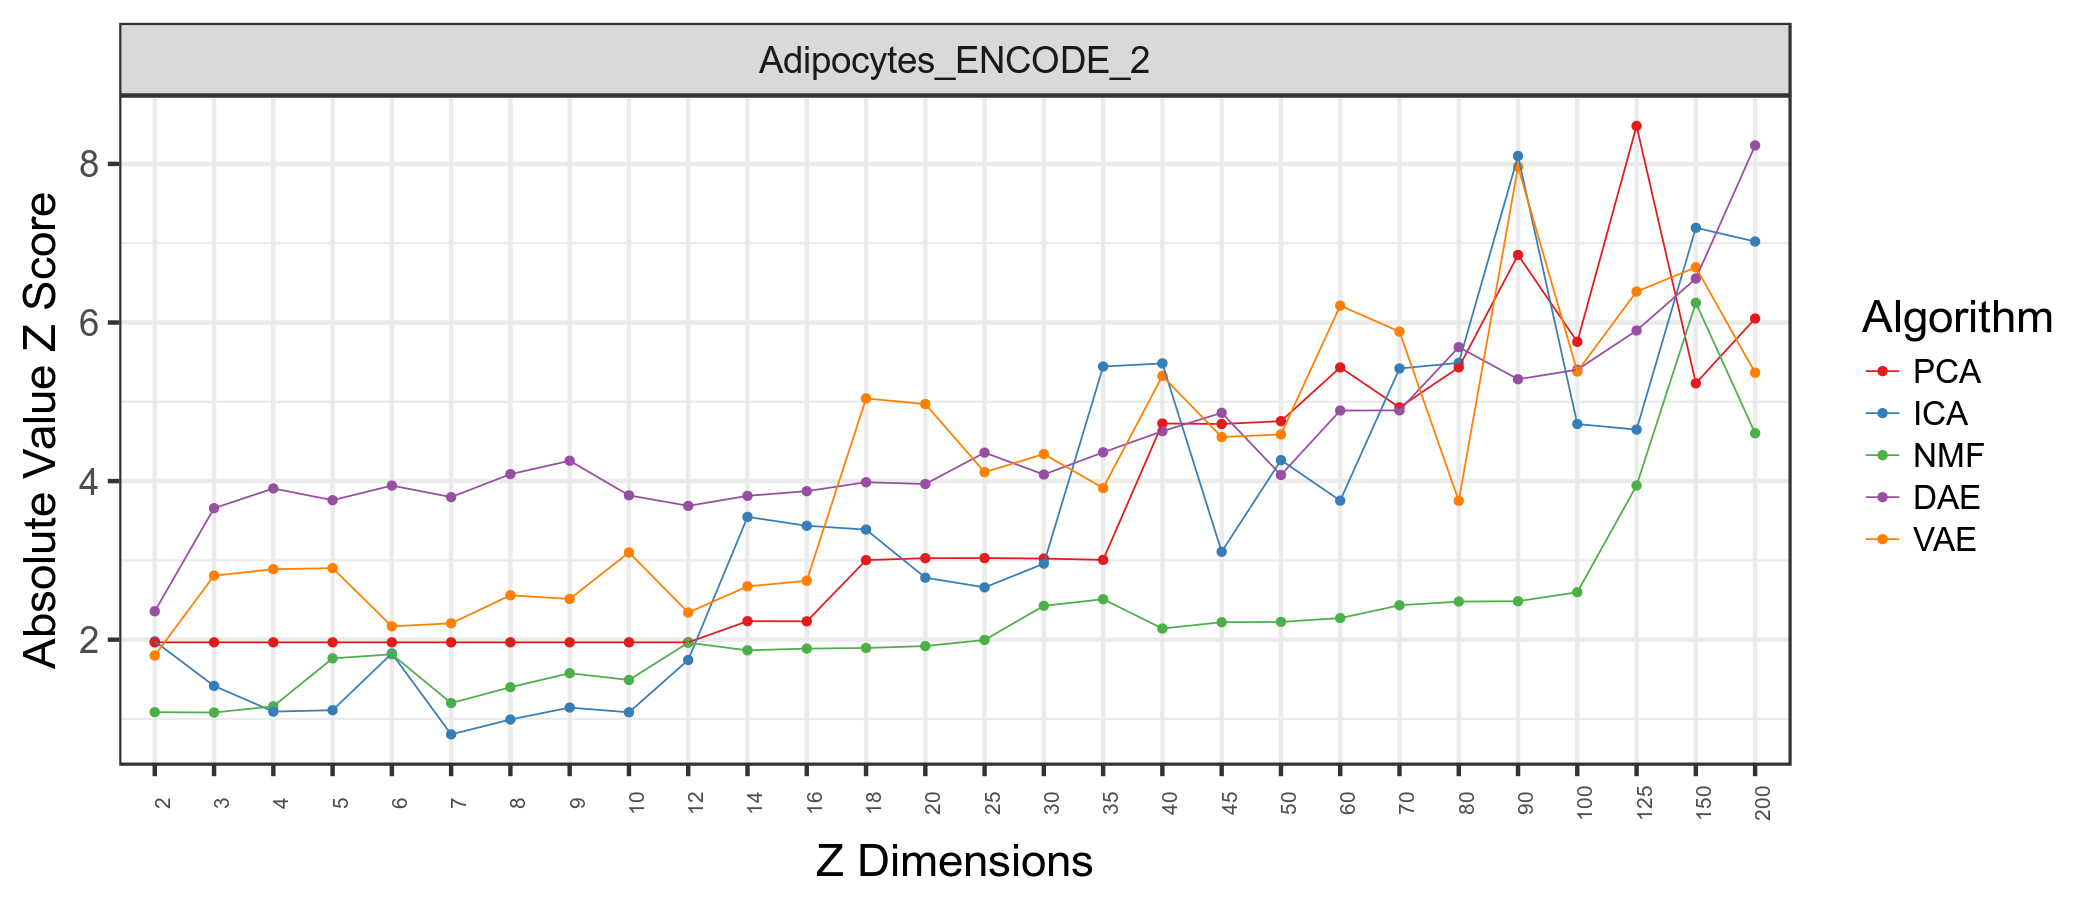 Adipocytes_ENCODE_2
Absolute Value Z Score
8
6
4
2
2 3 4 5 6 7 8 9 10 12 14 16 18 20 25 30 35 40 45 50 60 70 80 90 100 125 150 200
Z Dimensions
Algorithm
PCA
ICA
NMF
DAE
VAE